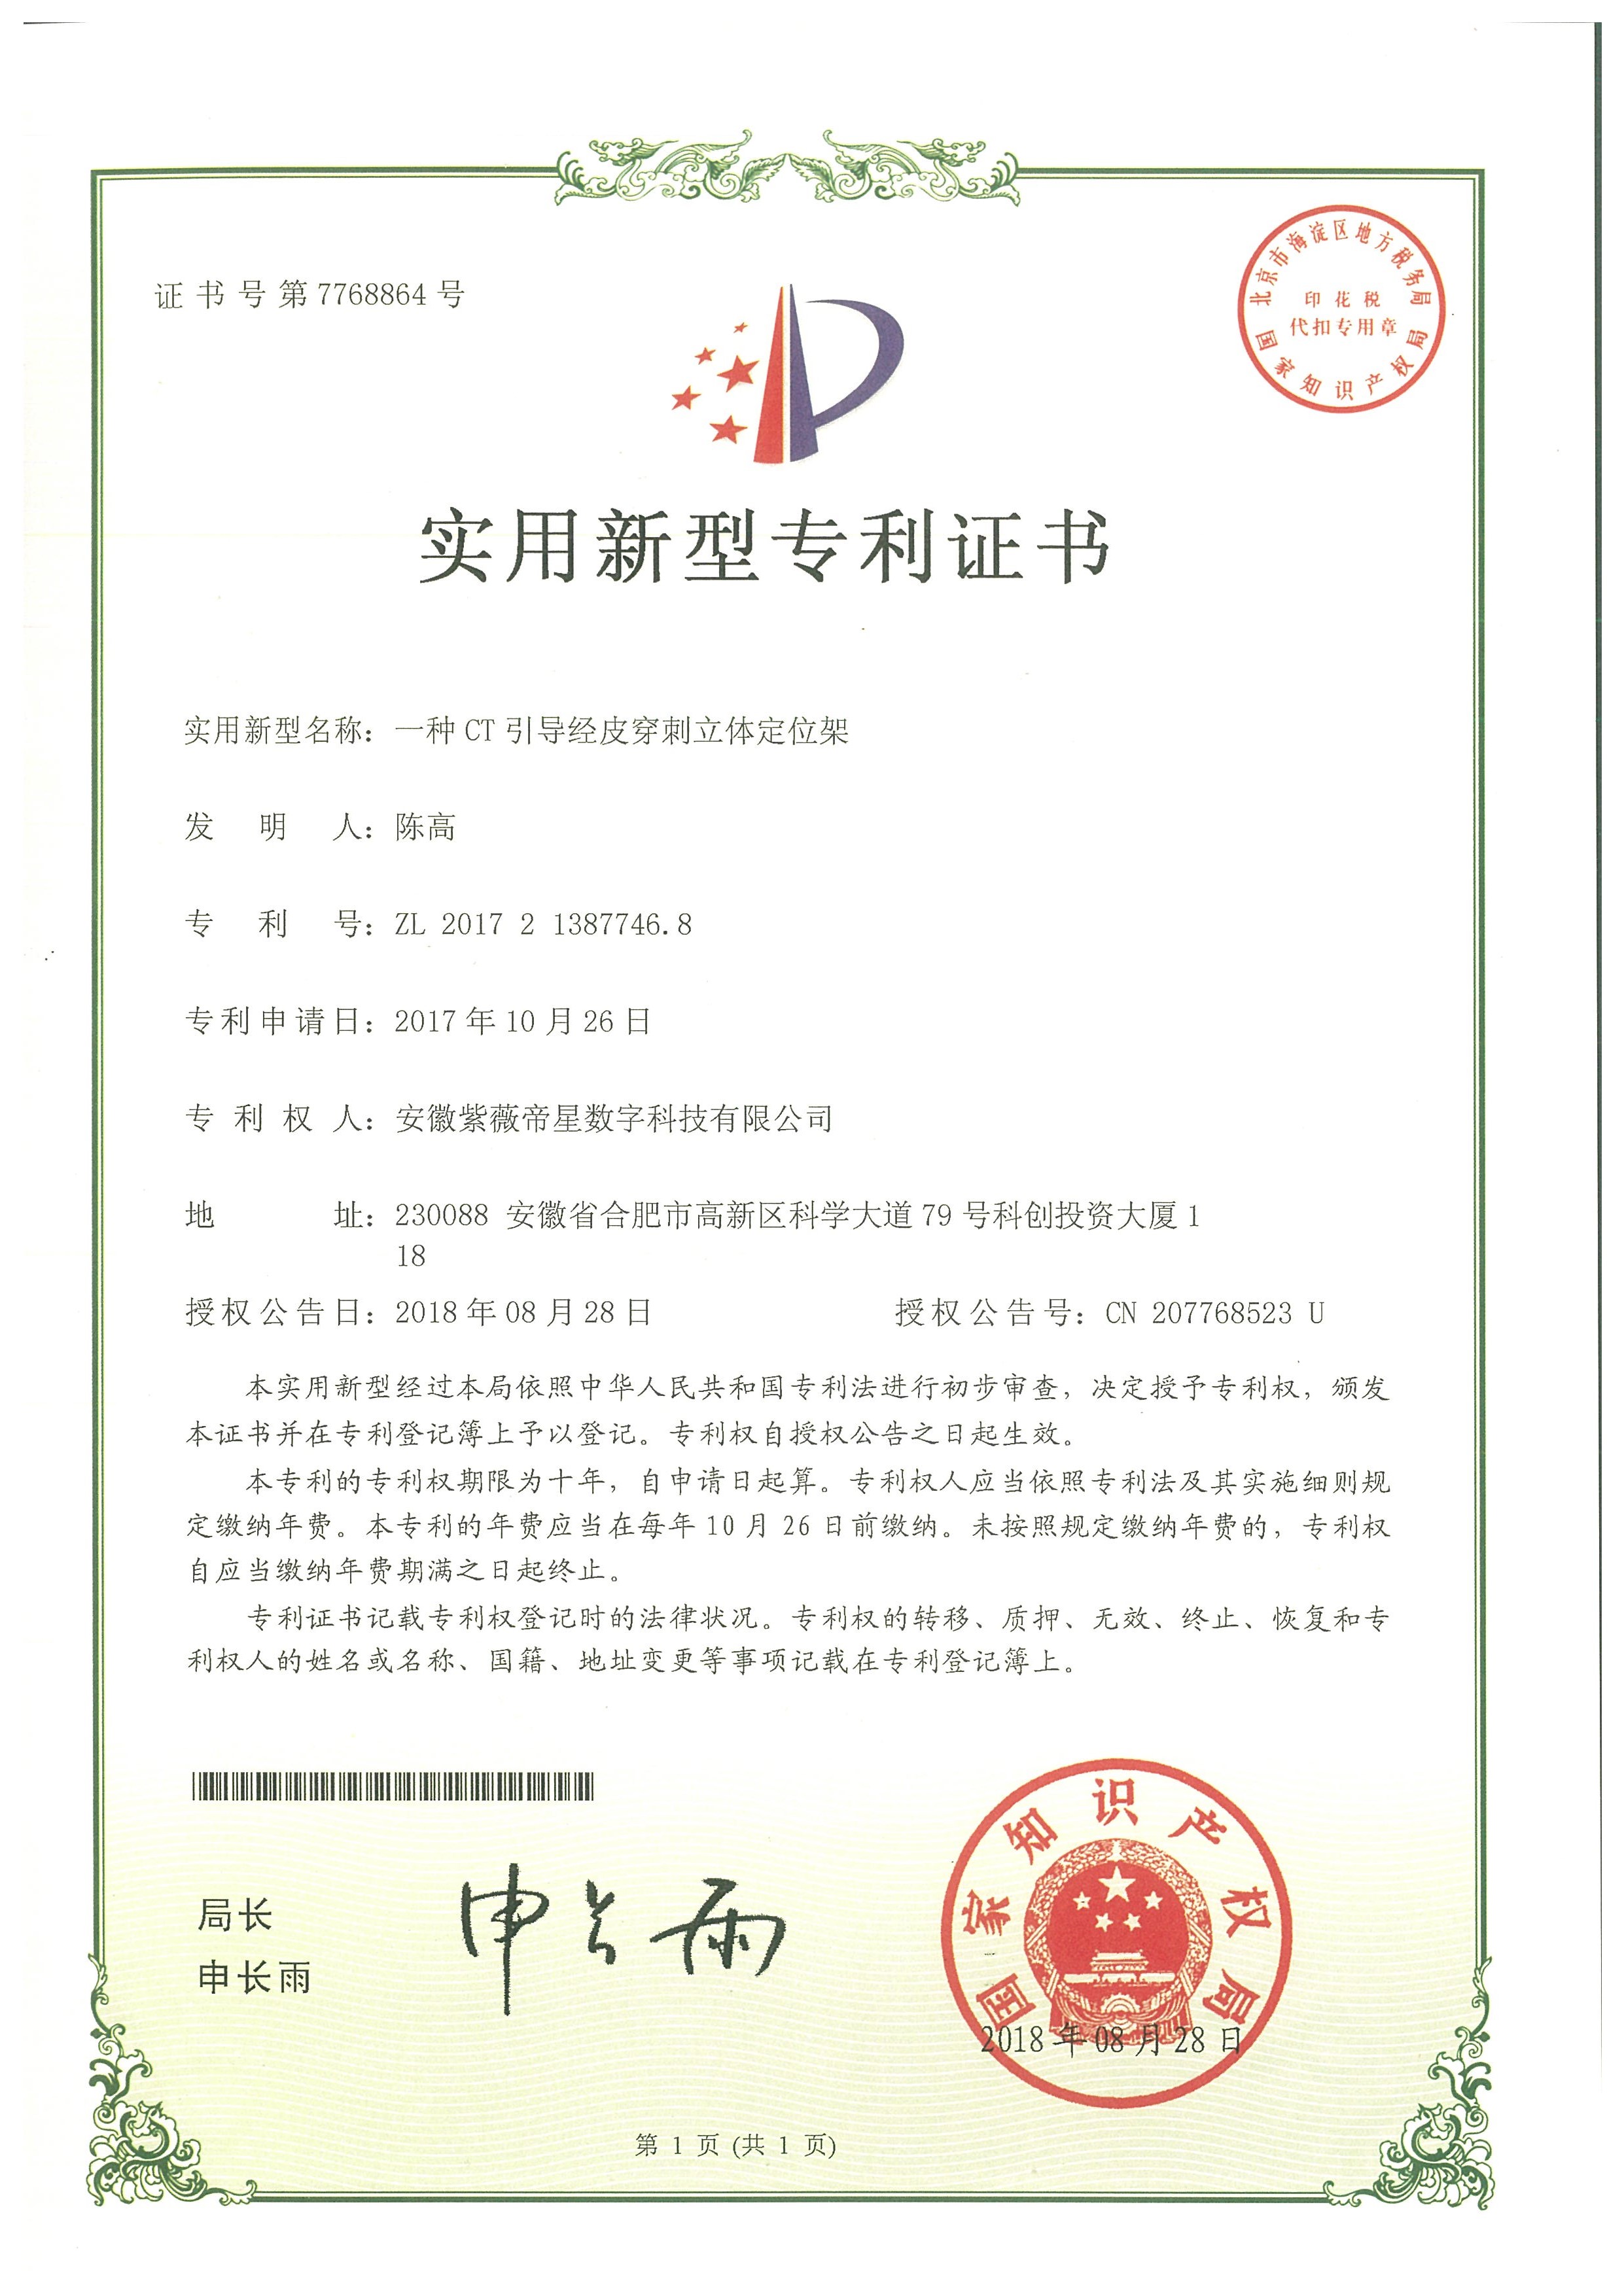 证书号第7768864号
北京市海淀区地方税务局
印花税
代扣专用章
国家知识产权局
实用新型专利证书
实用新型名称：一种CT引导经皮穿刺立体定位架
发明人：陈高
专利号：ZL 2017 2 1387746.8
专利申请日：2017年10月26日
专利权人：安徽紫薇帝星数字科技有限公司
地址：230088 安徽省合肥市高新区科学大道79号科创投资大厦1
18
授权公告日：2018年08月28日 授权公告号：CN 207768523 U
本实用新型经过本局依照中华人民共和国专利法进行初步审查，决定授予专利权，颁发
本证书并在专利登记簿上予以登记。专利权自授权公告之日起生效。
本专利的专利权期限为十年，自申请日起算。专利权人应当依照专利法及其实施细则规
定缴纳年费。本专利的年费应当在每年10月26日前缴纳。未按照规定缴纳年费的，专利权
自应当缴纳年费期满之日起终止。
专利证书记载专利权登记时的法律状况。专利权的转移、质押、无效、终止、恢复和专
利权人的姓名或名称、国籍、地址变更等事项记载在专利登记簿上。
局长
申长雨
申长雨
国家知识产权局
2018年08月28日
第 1 页 (共 1 页)